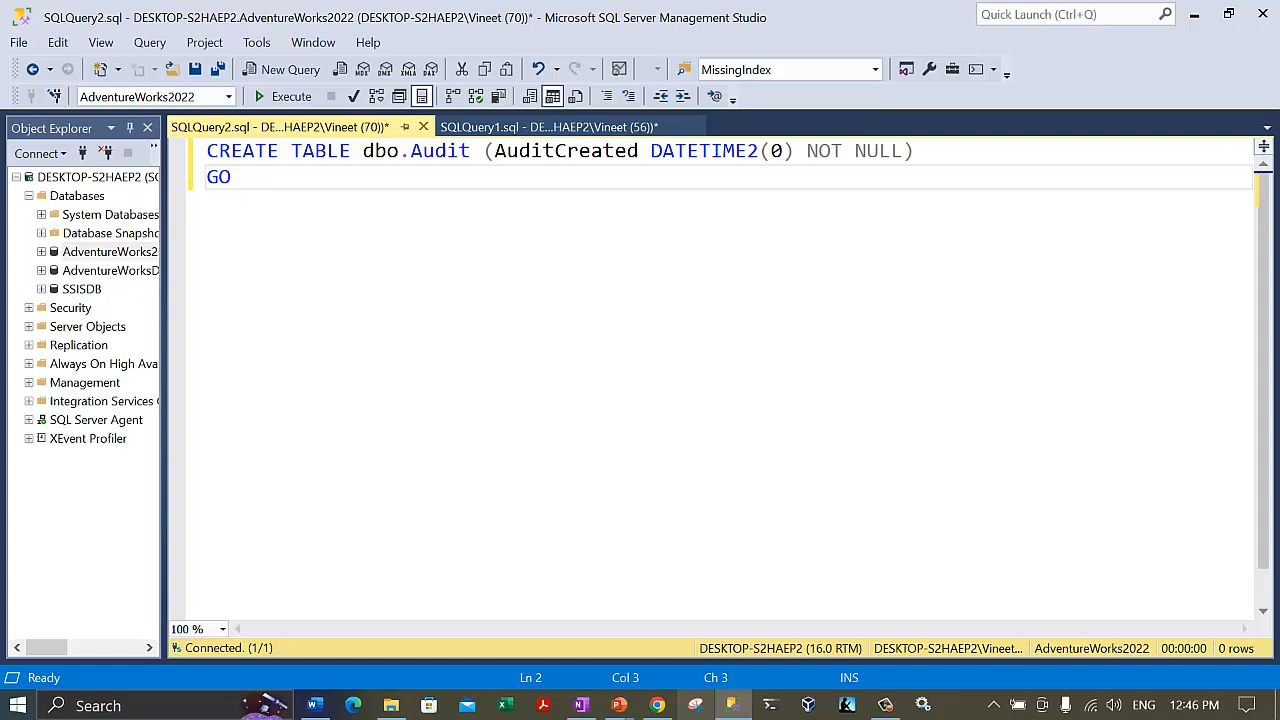 SQLQuery2.sql - DESKTOP-S2HAEP2.AdventureWorks2022 (DESKTOP-S2HAEP2\Vineet (70))* - Microsoft SQL Server Management Studio
Quick Launch (Ctrl+Q)
File Edit View Query Project Tools Window Help
New Query
MDX DMX XMLA DAX
MissingIndex
AdventureWorks2022
Execute
Object Explorer
SQLQuery2.sql - DE...HAEP2\Vineet (70))*
SQLQuery1.sql - DE...HAEP2\Vineet (56))*
Connect
DESKTOP-S2HAEP2 (SQ
Databases
System Databases
Database Snapsho
AdventureWorks2
AdventureWorksD
SSISDB
Security
Server Objects
Replication
Always On High Ava
Management
Integration Services C
SQL Server Agent
XEvent Profiler
CREATE TABLE dbo.Audit (AuditCreated DATETIME2(0) NOT NULL)
GO
100 %
Connected. (1/1)
DESKTOP-S2HAEP2 (16.0 RTM)
DESKTOP-S2HAEP2\Vineet...
AdventureWorks2022
00:00:00
0 rows
Ready
Ln 2
Col 3
Ch 3
INS
Search
ENG
12:46 PM